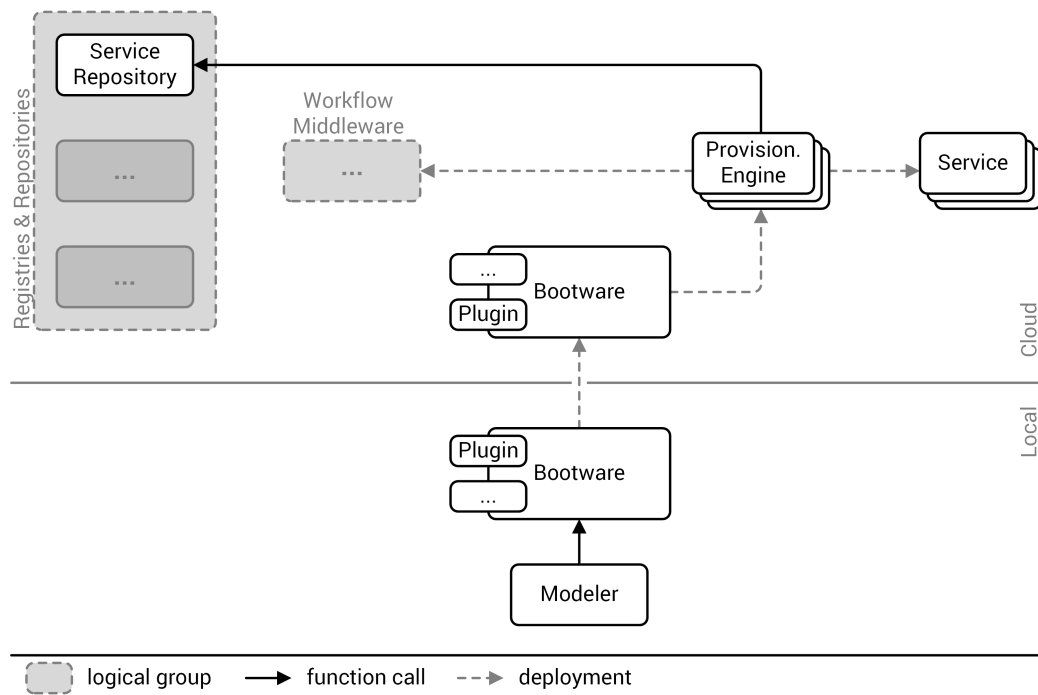 Service
Repository
Registries & Repositories
...
...
Workflow
Middleware
...
Provision.
Engine
Service
...
Bootware
Plugin
Cloud
Local
Plugin
Bootware
...
Modeler
logical group
function call
deployment